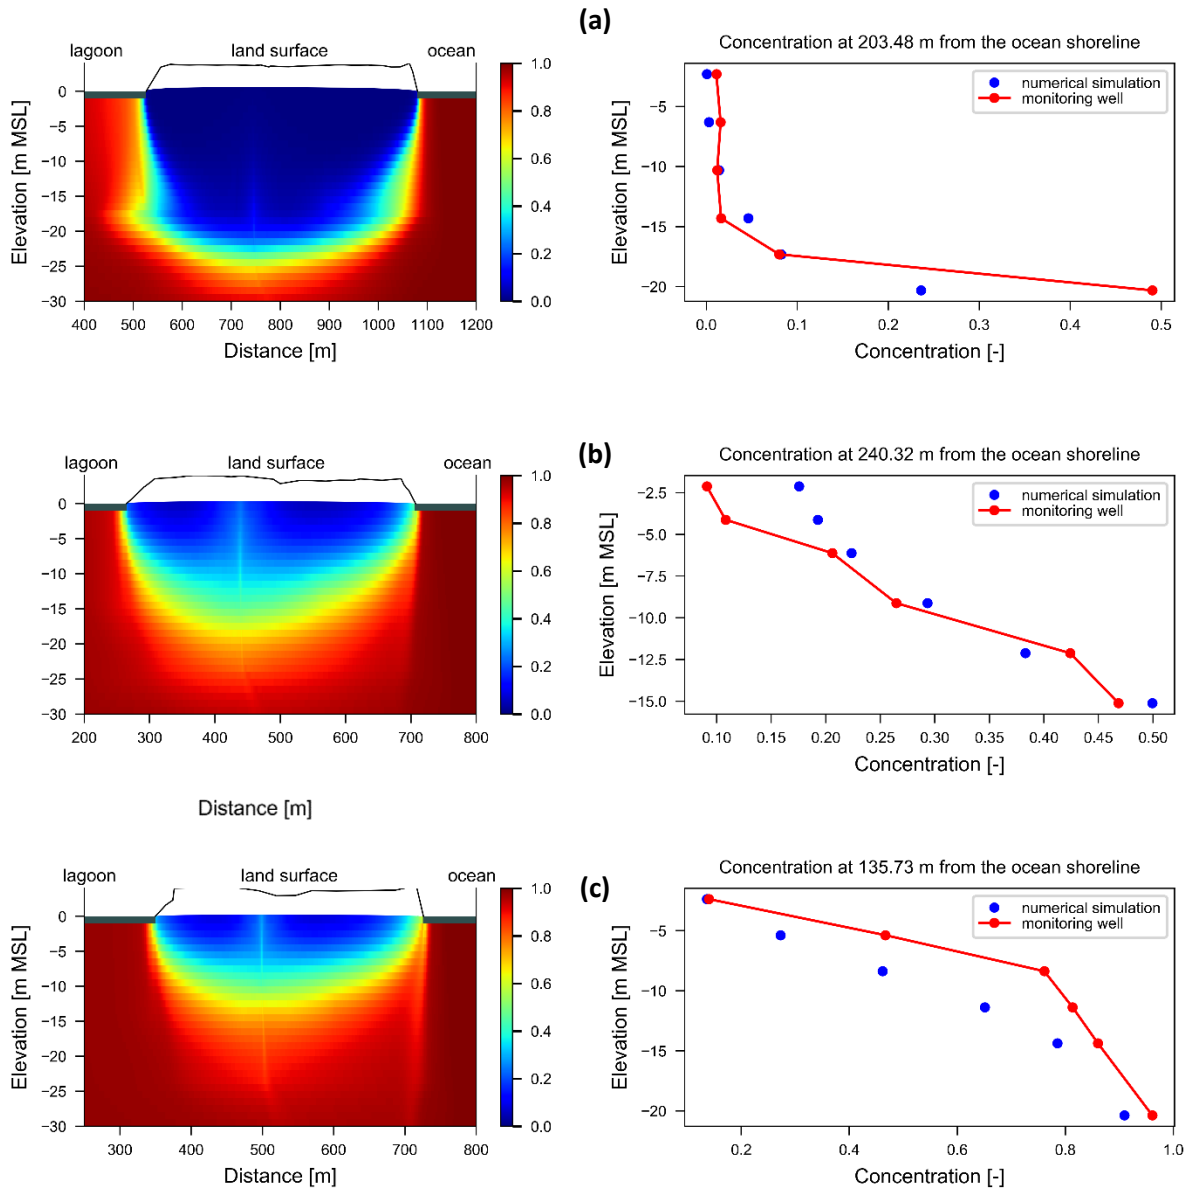 (a)
lagoon land surface ocean
Elevation [m MSL]
0
−5
−10
−15
−20
−25
−30
400 500 600 700 800 900 1000 1100 1200
Distance [m]
1.0
0.8
0.6
0.4
0.2
0.0
Concentration at 203.48 m from the ocean shoreline
numerical simulation
monitoring well
Elevation [m MSL]
−5
−10
−15
−20
0.0 0.1 0.2 0.3 0.4 0.5
Concentration [-]
(b)
lagoon land surface ocean
Elevation [m MSL]
0
−5
−10
−15
−20
−25
−30
200 300 400 500 600 700 800
Distance [m]
1.0
0.8
0.6
0.4
0.2
0.0
Concentration at 240.32 m from the ocean shoreline
numerical simulation
monitoring well
Elevation [m MSL]
−2.5
−5.0
−7.5
−10.0
−12.5
−15.0
0.10 0.15 0.20 0.25 0.30 0.35 0.40 0.45 0.50
Concentration [-]
(c)
lagoon land surface ocean
Elevation [m MSL]
0
−5
−10
−15
−20
−25
−30
300 400 500 600 700 800
Distance [m]
1.0
0.8
0.6
0.4
0.2
0.0
Concentration at 135.73 m from the ocean shoreline
numerical simulation
monitoring well
Elevation [m MSL]
−5
−10
−15
−20
0.2 0.4 0.6 0.8 1.0
Concentration [-]